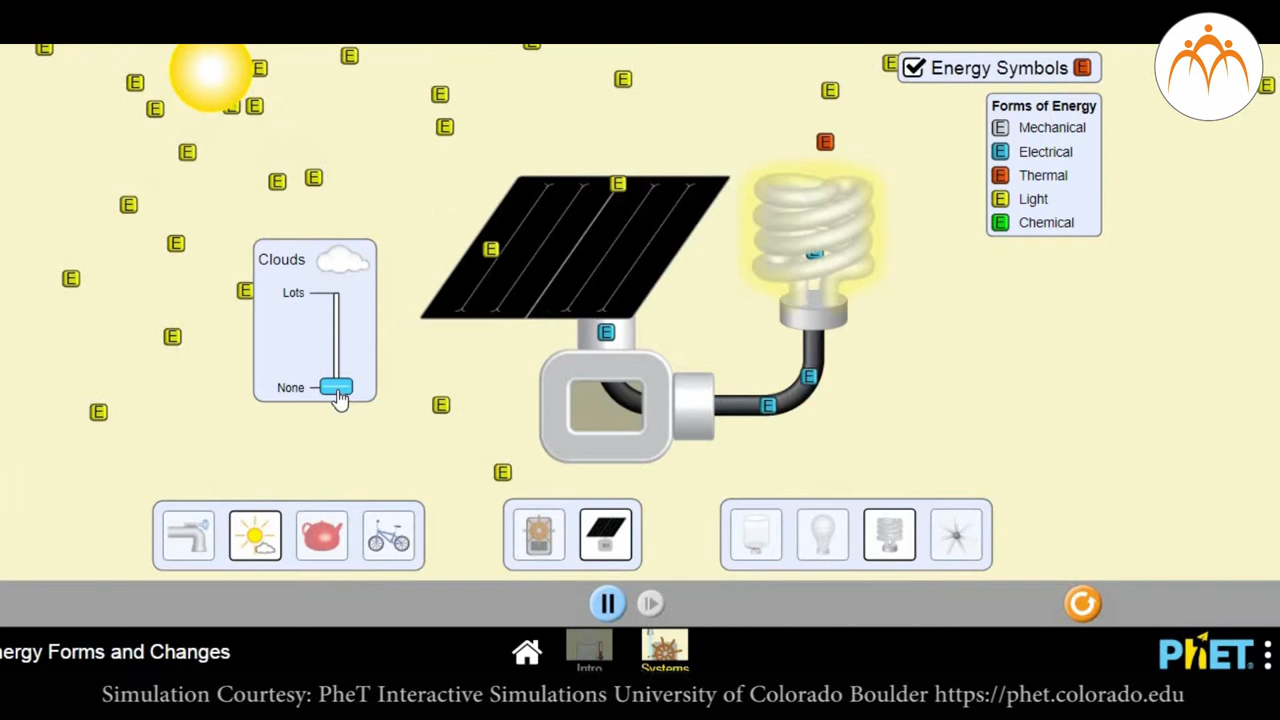 Energy Symbols E
Forms of Energy
E Mechanical
E Electrical
E Thermal
E Light
E Chemical
Clouds
Lots
None
nergy Forms and Changes
Intro
Systems
PhET
Simulation Courtesy: PheT Interactive Simulations University of Colorado Boulder https://phet.colorado.edu